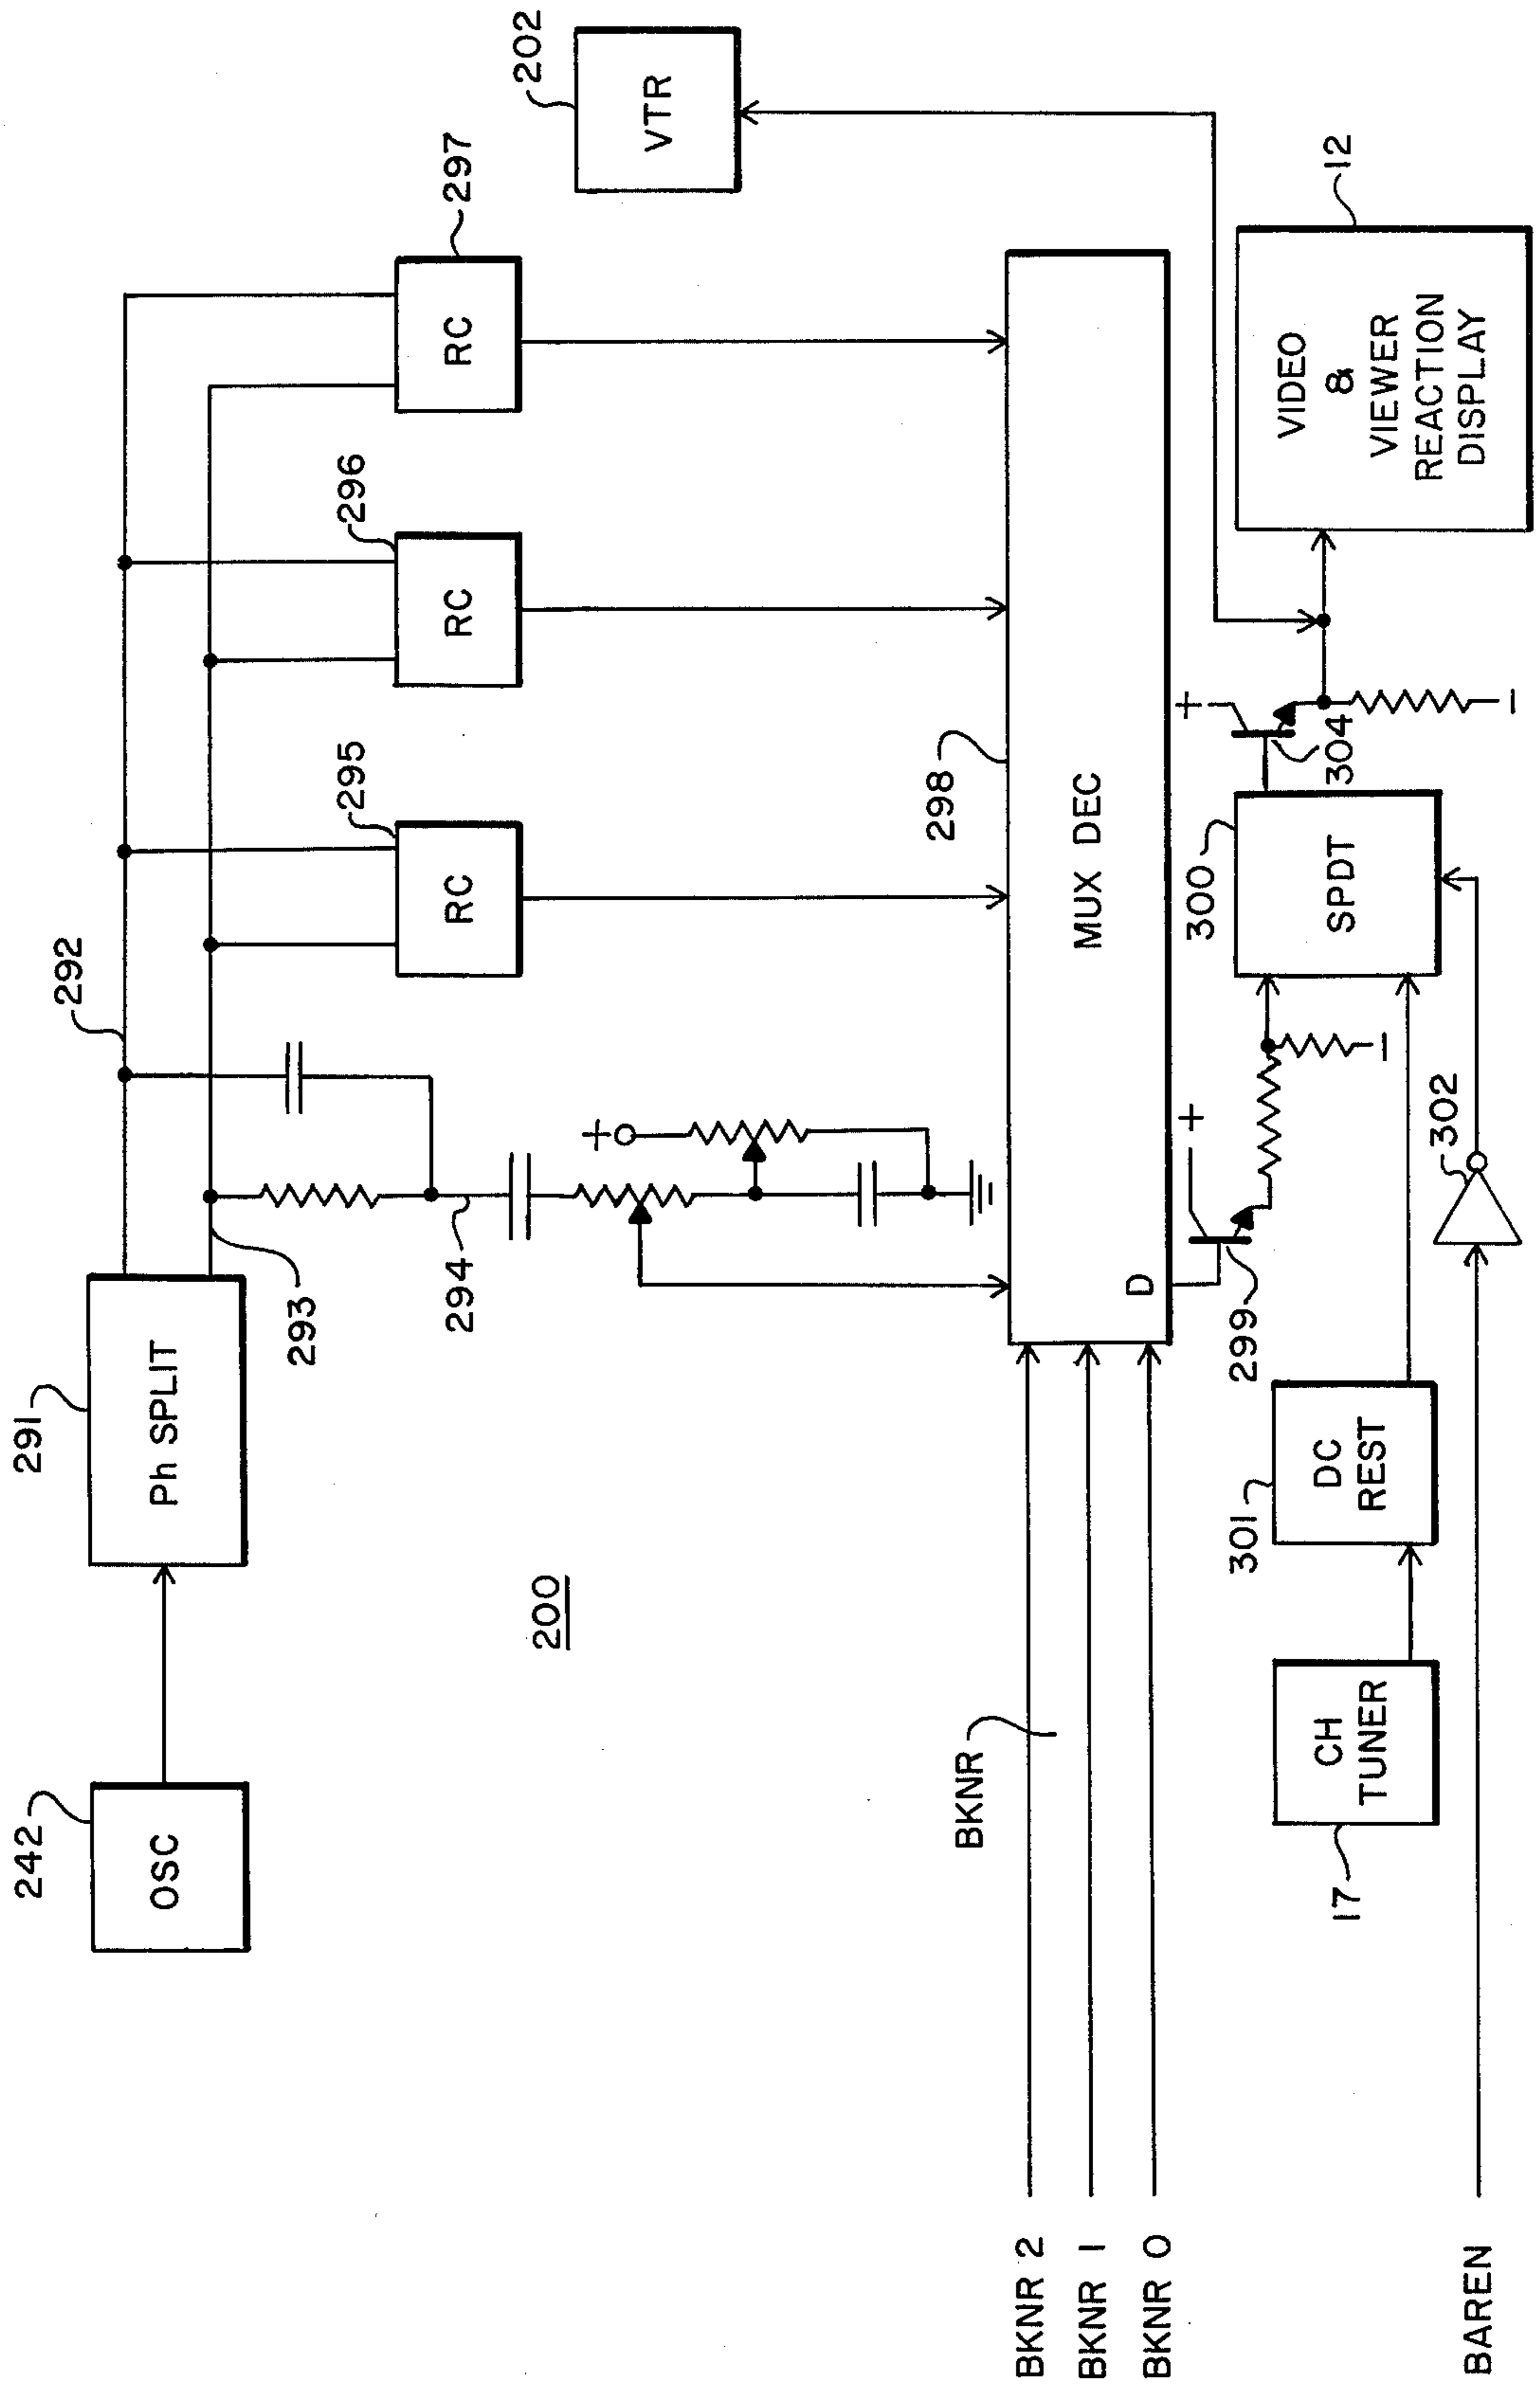 242
OSC
291
Ph SPLIT
292
293
294
295
RC
296
RC
297
RC
202
VTR
200
298
MUX DEC
D
BKNR
BKNR 2
BKNR 1
BKNR 0
299
+
+
300
SPDT
304
+
12
VIDEO
&
VIEWER
REACTION
DISPLAY
301
DC
REST
17
CH
TUNER
302
BAREN